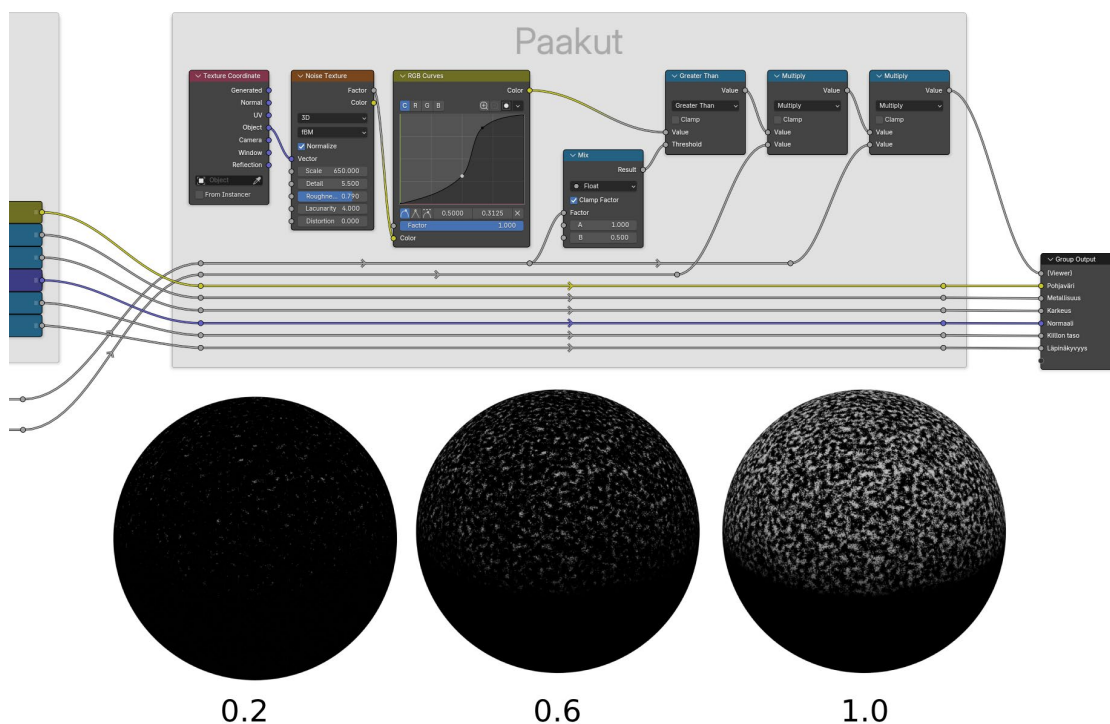 Paakut
Texture Coordinate
Generated
Normal
UV
Object
Camera
Window
Reflection
Object
From Instancer
Noise Texture
Factor
Color
3D
fBM
Normalize
Vector
Scale 650.000
Detail 5.500
Roughne... 0.790
Lacunarity 4.000
Distortion 0.000
RGB Curves
Color
C R G B
0.5000 0.3125
Factor 1.000
Color
Mix
Result
Float
Clamp Factor
Factor
A 1.000
B 0.500
Greater Than
Value
Greater Than
Clamp
Value
Threshold
Multiply
Value
Multiply
Clamp
Value
Value
Multiply
Value
Multiply
Clamp
Value
Value
Group Output
(Viewer)
Pohjaväri
Metallisuus
Karkeus
Normaali
Kiillon taso
Läpinäkyvyys
0.2 0.6 1.0